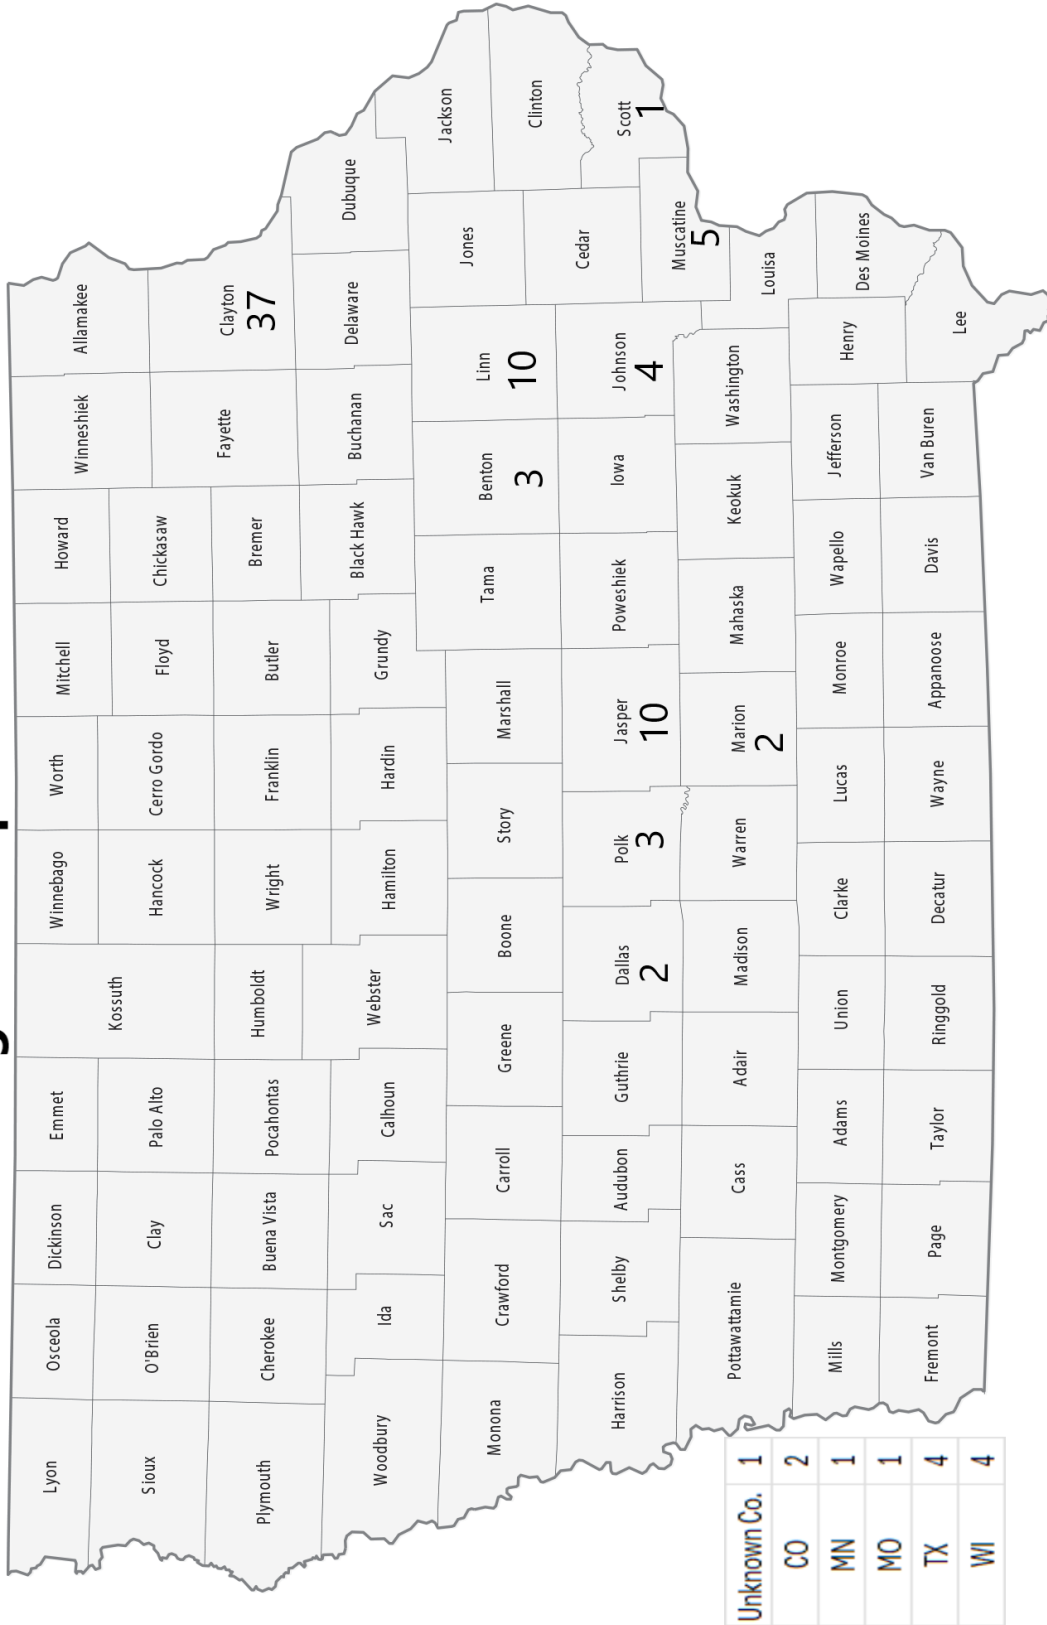 Lyon
Osceola
Dickinson
Emmet
Kossuth
Winnebago
Worth
Mitchell
Howard
Winneshiek
Allamakee
Sioux
O'Brien
Clay
Palo Alto
Hancock
Cerro Gordo
Floyd
Chickasaw
Fayette
Clayton
37
Plymouth
Cherokee
Buena Vista
Pocahontas
Humboldt
Wright
Franklin
Butler
Bremer
Woodbury
Ida
Sac
Calhoun
Webster
Hamilton
Hardin
Grundy
Black Hawk
Buchanan
Delaware
Dubuque
Monona
Crawford
Carroll
Greene
Boone
Story
Marshall
Tama
Benton
3
Linn
10
Jones
Jackson
Clinton
Harrison
Shelby
Audubon
Guthrie
Dallas
2
Polk
3
Jasper
10
Poweshiek
Iowa
Johnson
4
Cedar
Muscatine
5
Scott
1
Pottawattamie
Cass
Adair
Madison
Warren
Marion
2
Mahaska
Keokuk
Washington
Louisa
Mills
Montgomery
Adams
Union
Clarke
Lucas
Monroe
Wapello
Jefferson
Henry
Des Moines
Fremont
Page
Taylor
Ringgold
Decatur
Wayne
Appanoose
Davis
Van Buren
Lee
Unknown Co. 1
CO 2
MN 1
MO 1
TX 4
WI 4